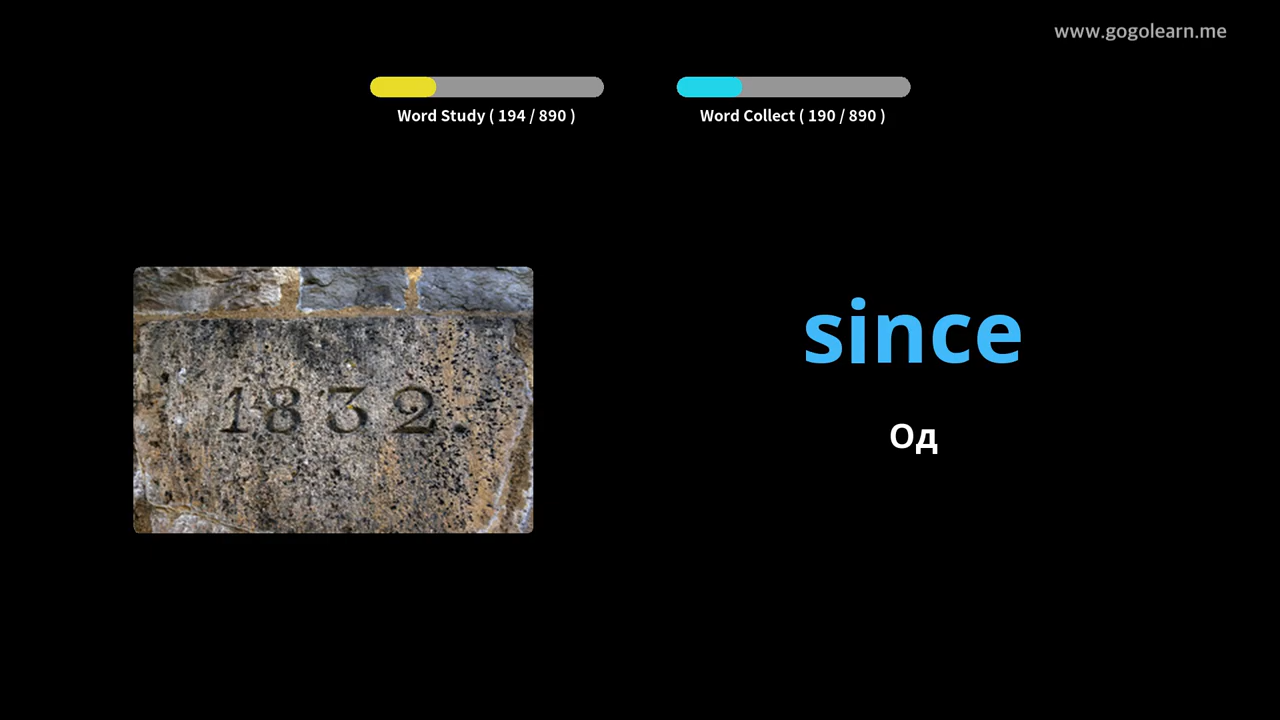 www.gogolearn.me
Word Study ( 194 / 890 )
Word Collect ( 190 / 890 )
1832.
since
Од